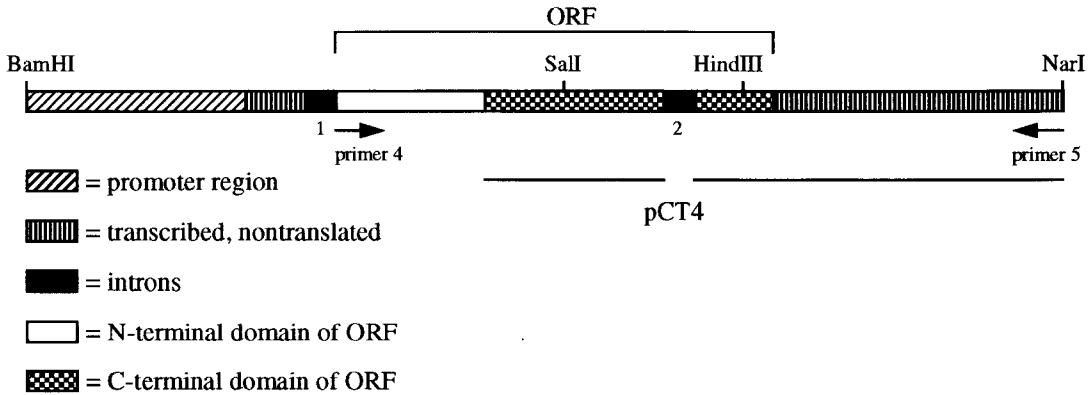 ORF
BamHI SalI HindIII NarI
1 2
primer 4 primer 5
pCT4
= promoter region
= transcribed, nontranslated
= introns
= N-terminal domain of ORF
= C-terminal domain of ORF